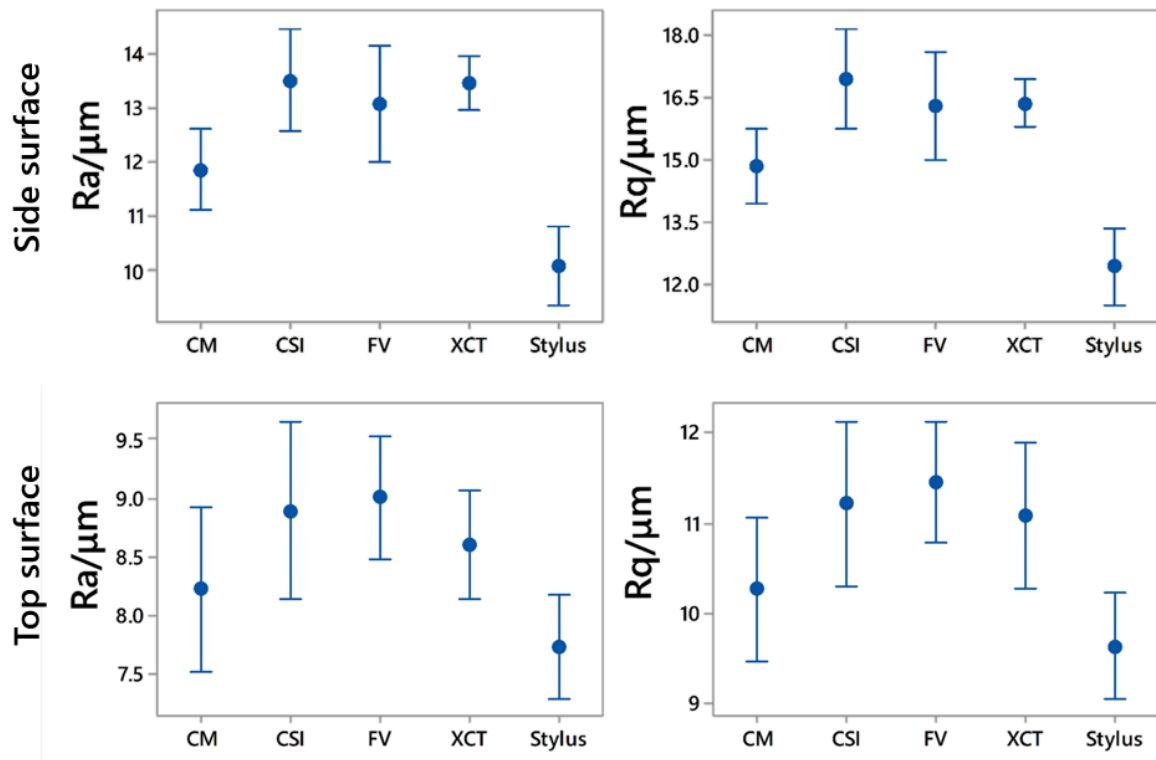 Side surface
Ra/μm
14
13
12
11
10
CM CSI FV XCT Stylus
Rq/μm
18.0
16.5
15.0
13.5
12.0
CM CSI FV XCT Stylus
Top surface
Ra/μm
9.5
9.0
8.5
8.0
7.5
CM CSI FV XCT Stylus
Rq/μm
12
11
10
9
CM CSI FV XCT Stylus